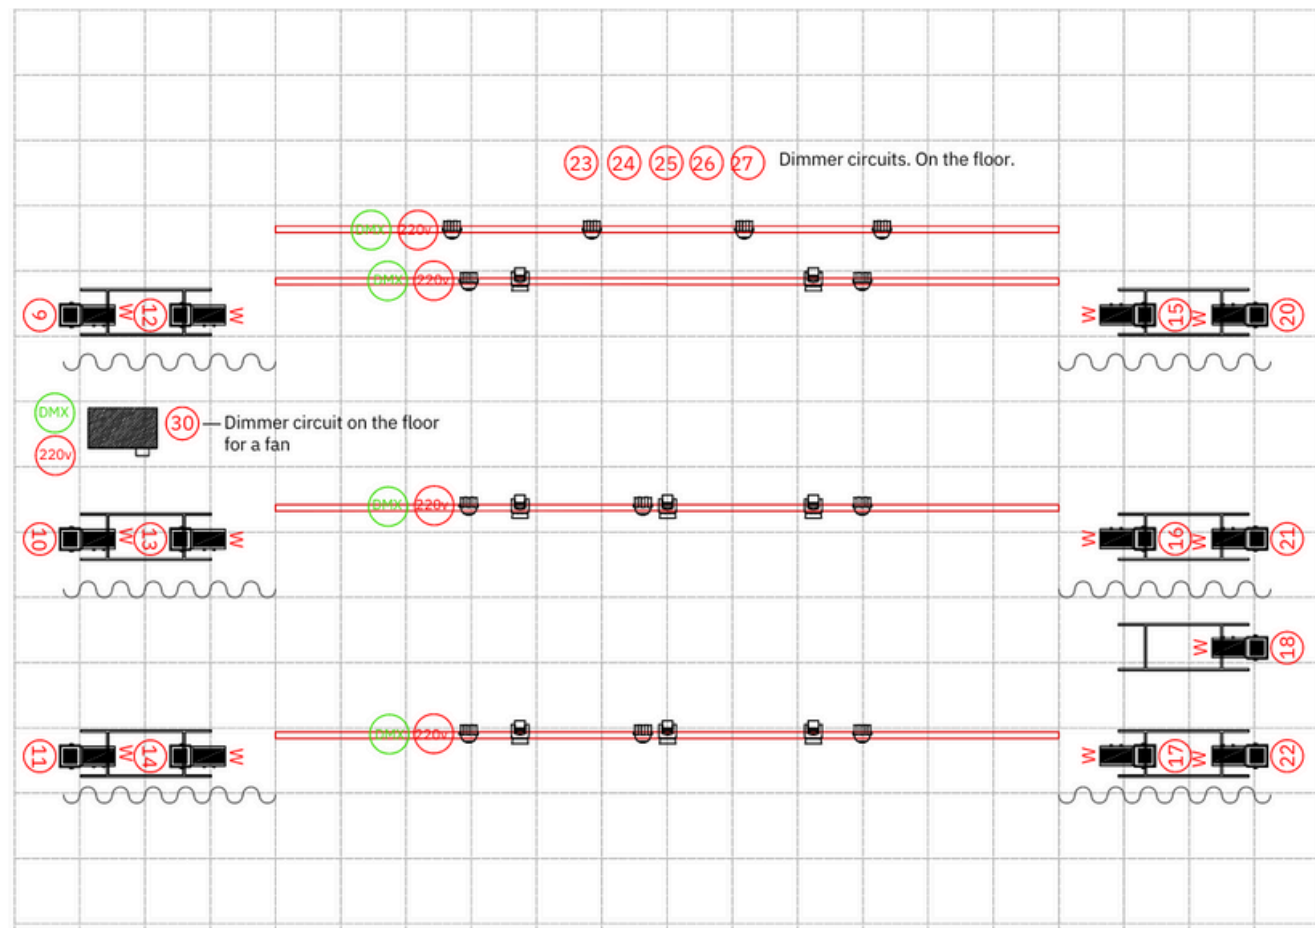 23 24 25 26 27 Dimmer circuits. On the floor.
DMX 220v
DMX 220v
9 W 12 W
W 15 W 20
DMX
220v
30 Dimmer circuit on the floor
for a fan
DMX 220v
10 W 13 W
W 16 W 21
W 18
DMX 220v
11 W 14 W
W 17 W 22